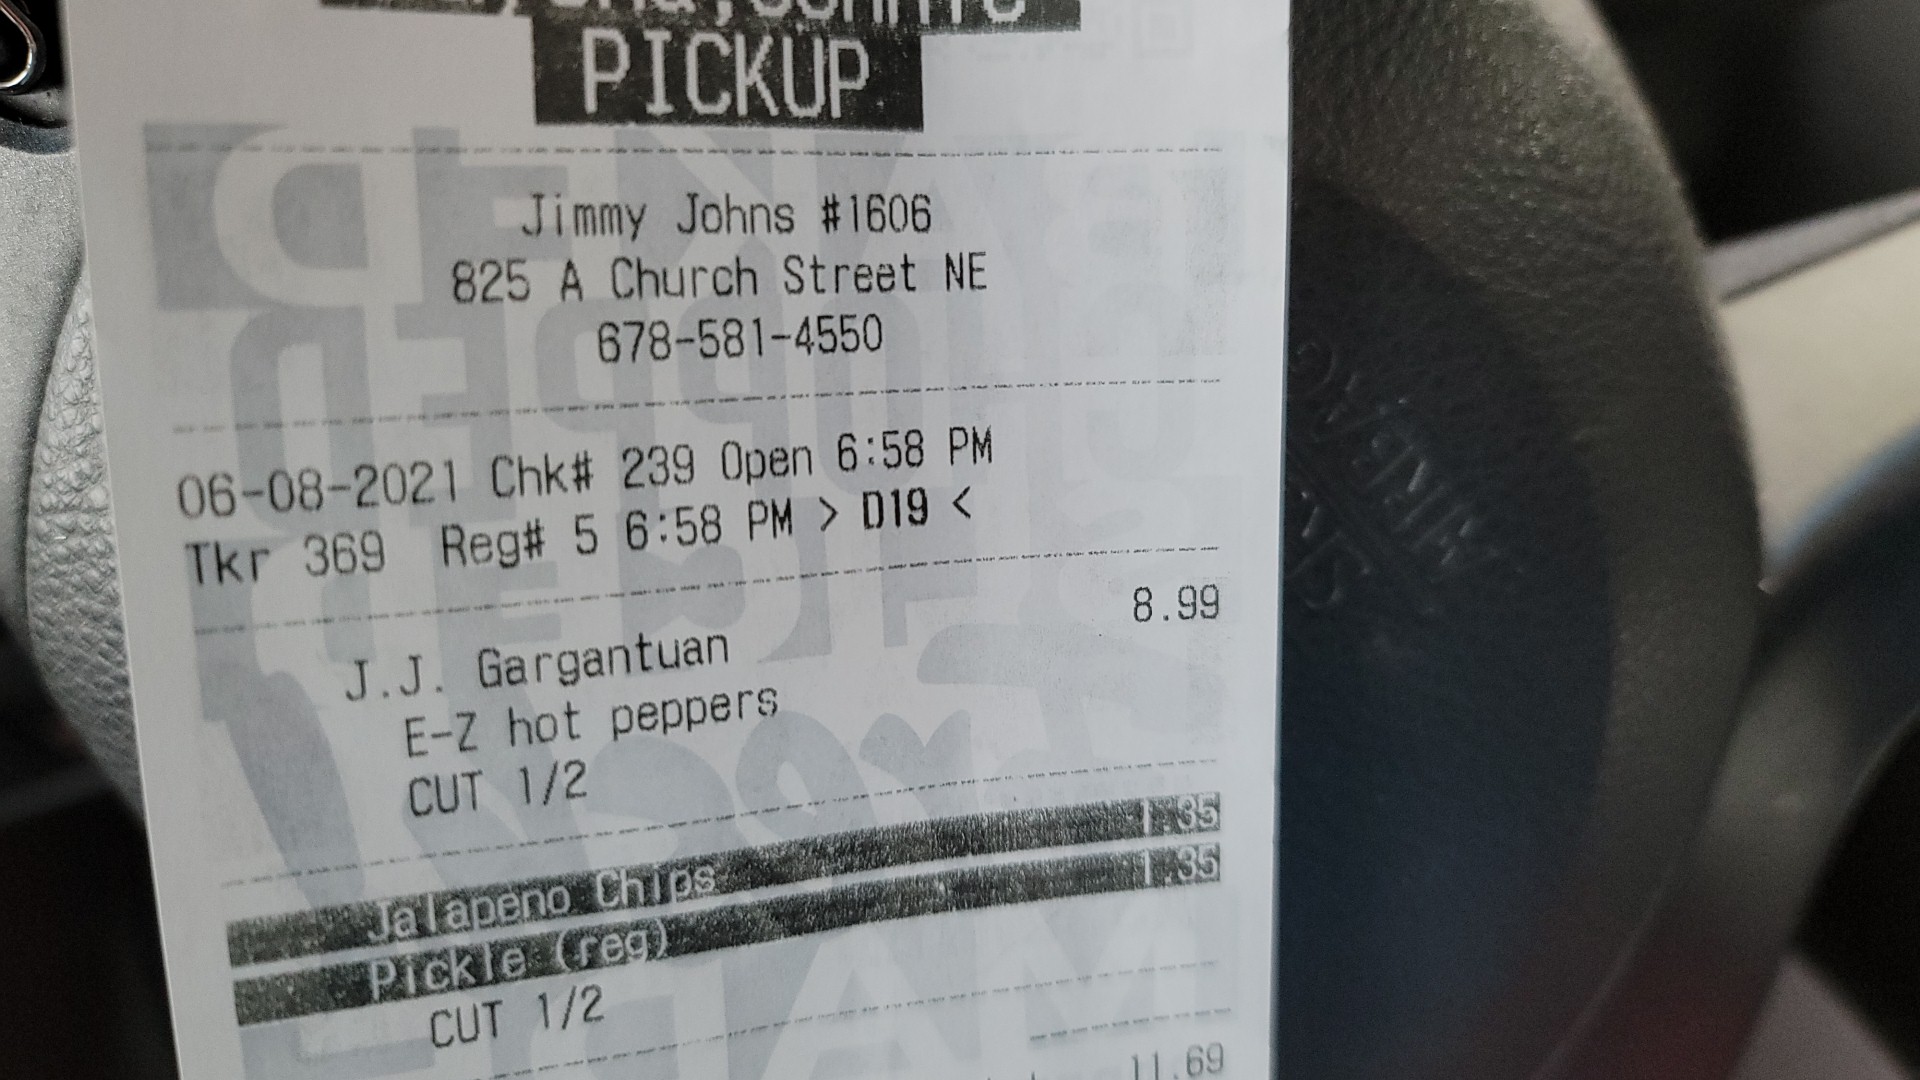 PICKUP
Jimmy Johns #1606
825 A Church Street NE
678-581-4550
06-08-2021 Chk# 239 Open 6:58 PM
Tkr 369 Reg# 5 6:58 PM > D19 <
8.99
J.J. Gargantuan
E-Z hot peppers
CUT 1/2
Jalapeno Chips 1.35
Pickle (reg) 1.35
CUT 1/2
11.69